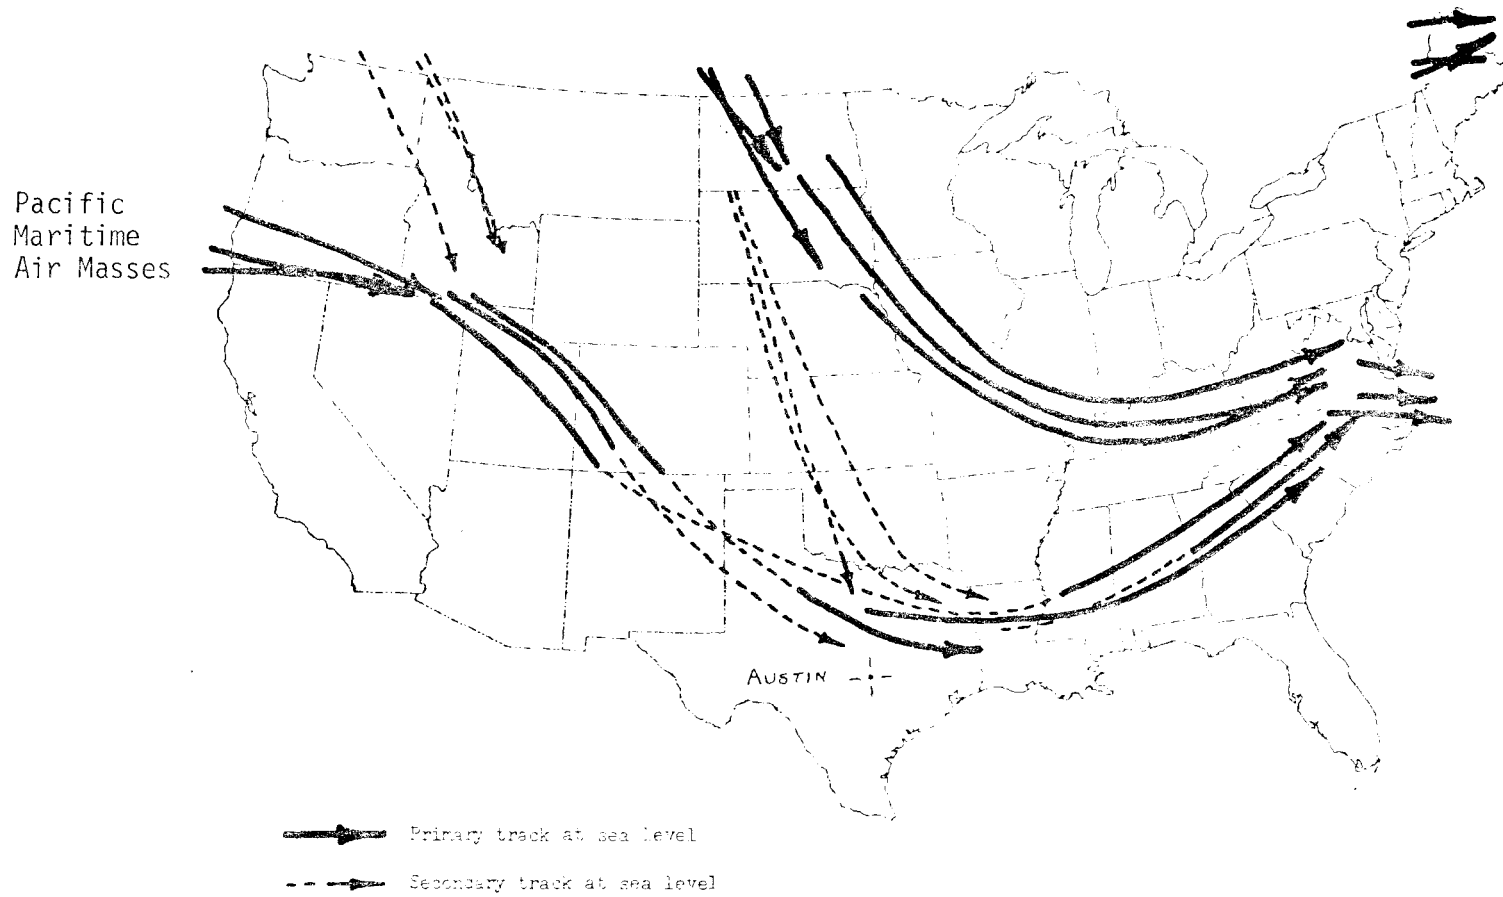 Pacific
Maritime
Air Masses
AUSTIN
Primary track at sea level
Secondary track at sea level